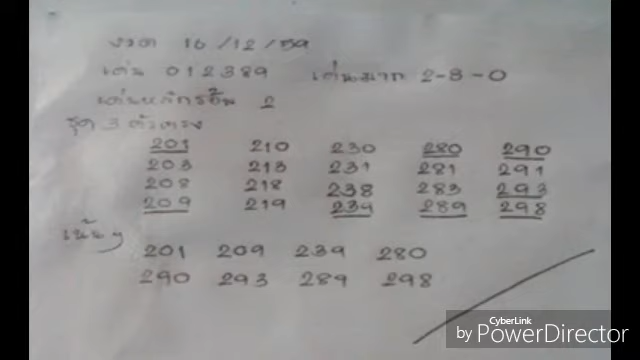 งวด 16/12/59
เด่น 012389 เด่นมาก 2-8-0
เด่นหลักร้อย 2
ชุด 3 ตัวตรง
201 210 230 280 290
203 213 231 281 291
208 218 238 283 293
209 219 239 289 298
เน้นๆ
201 209 239 280
290 293 289 298
CyberLink
by PowerDirector